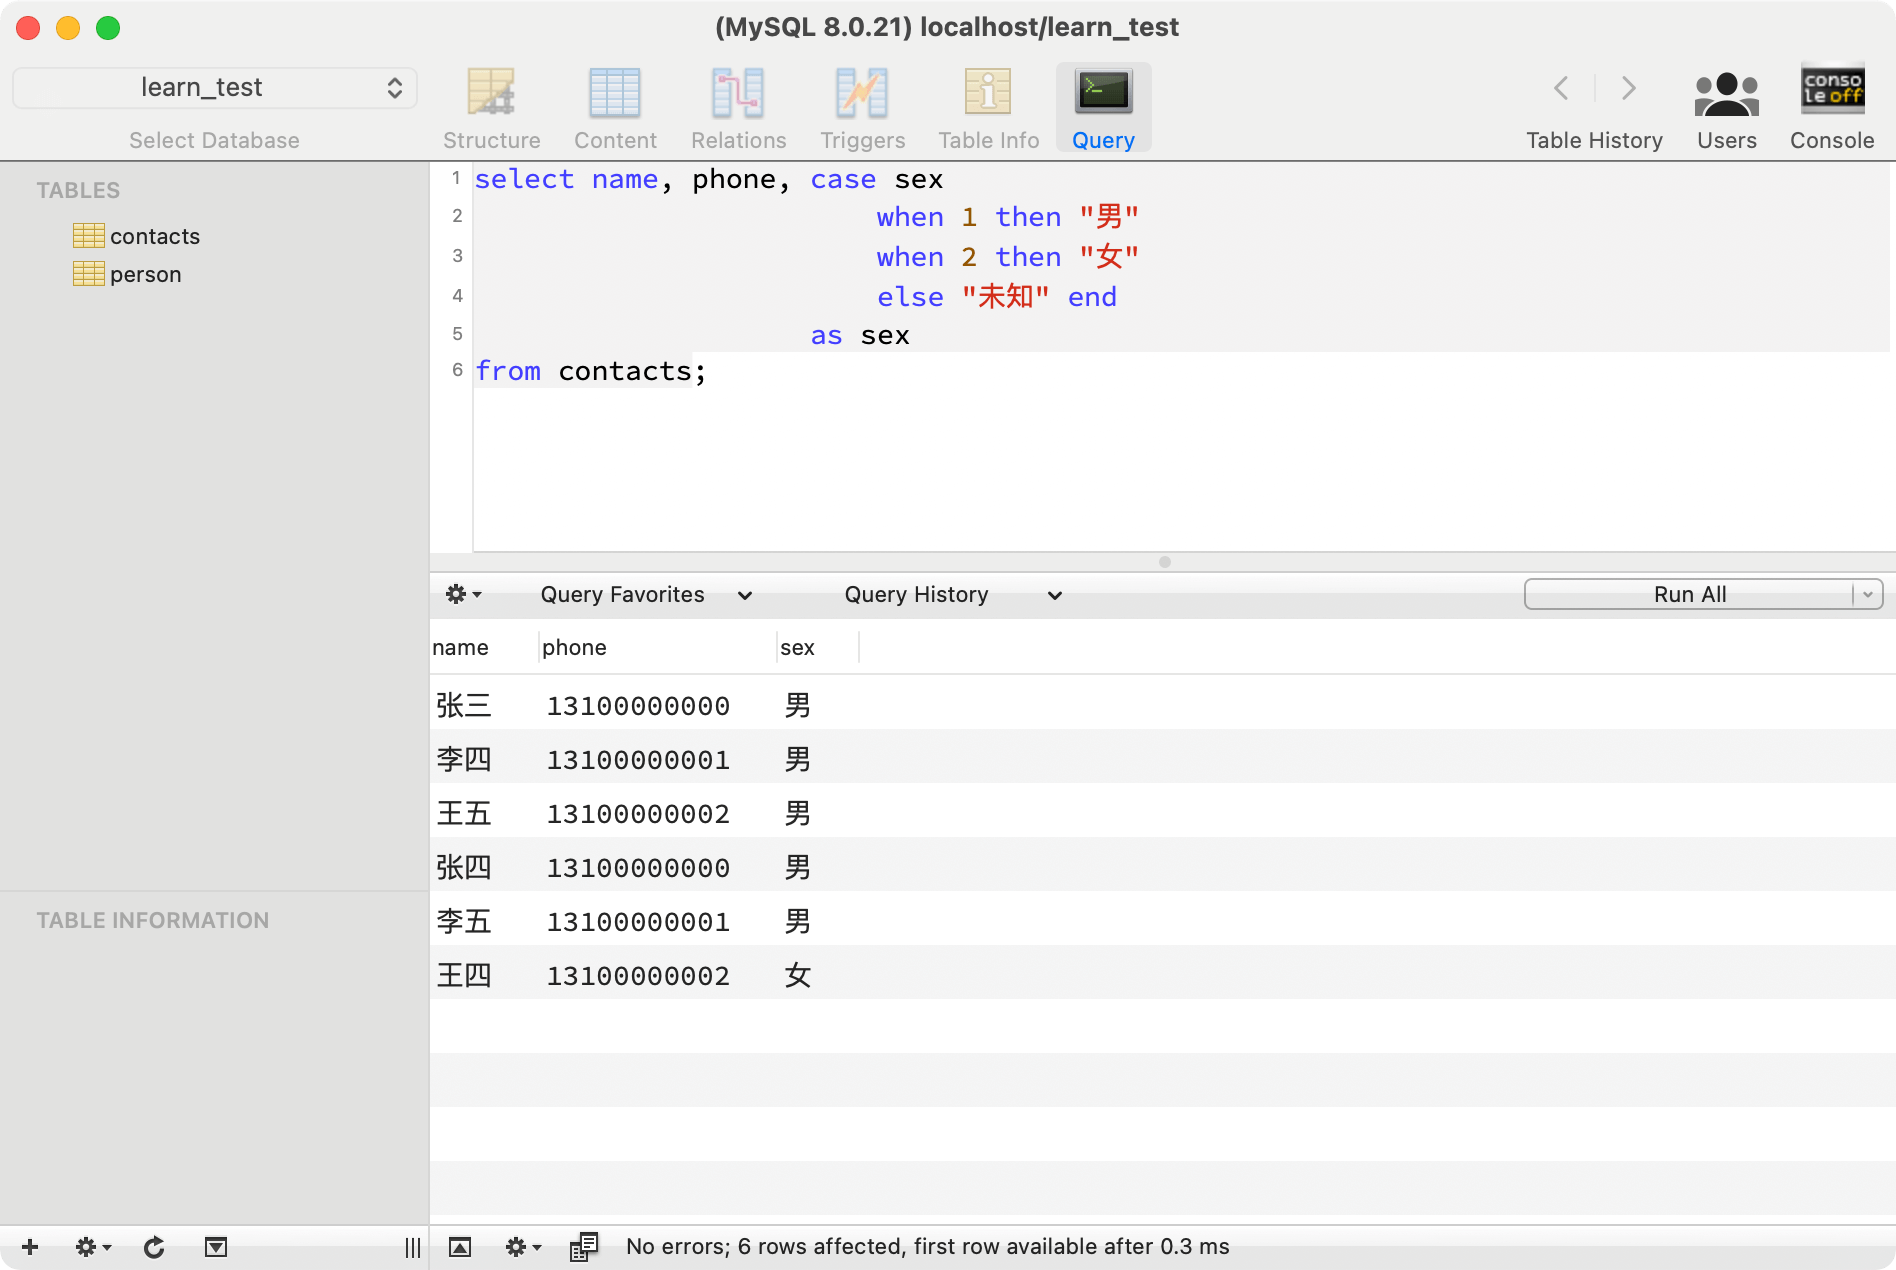 (MySQL 8.0.21) localhost/learn_test
learn_test
Select Database
Structure
Content
Relations
Triggers
Table Info
Query
Table History
Users
conso
leoff
Console
TABLES
contacts
person
1 select name, phone, case sex
2 when 1 then "男"
3 when 2 then "女"
4 else "未知" end
5 as sex
6 from contacts;
Query Favorites
Query History
Run All
name phone sex
张三 13100000000 男
李四 13100000001 男
王五 13100000002 男
张四 13100000000 男
李五 13100000001 男
王四 13100000002 女
TABLE INFORMATION
No errors; 6 rows affected, first row available after 0.3 ms